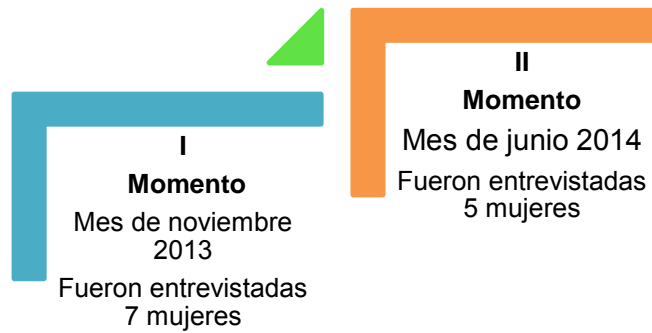 I
Momento
Mes de noviembre
2013
Fueron entrevistadas
7 mujeres
II
Momento
Mes de junio 2014
Fueron entrevistadas
5 mujeres